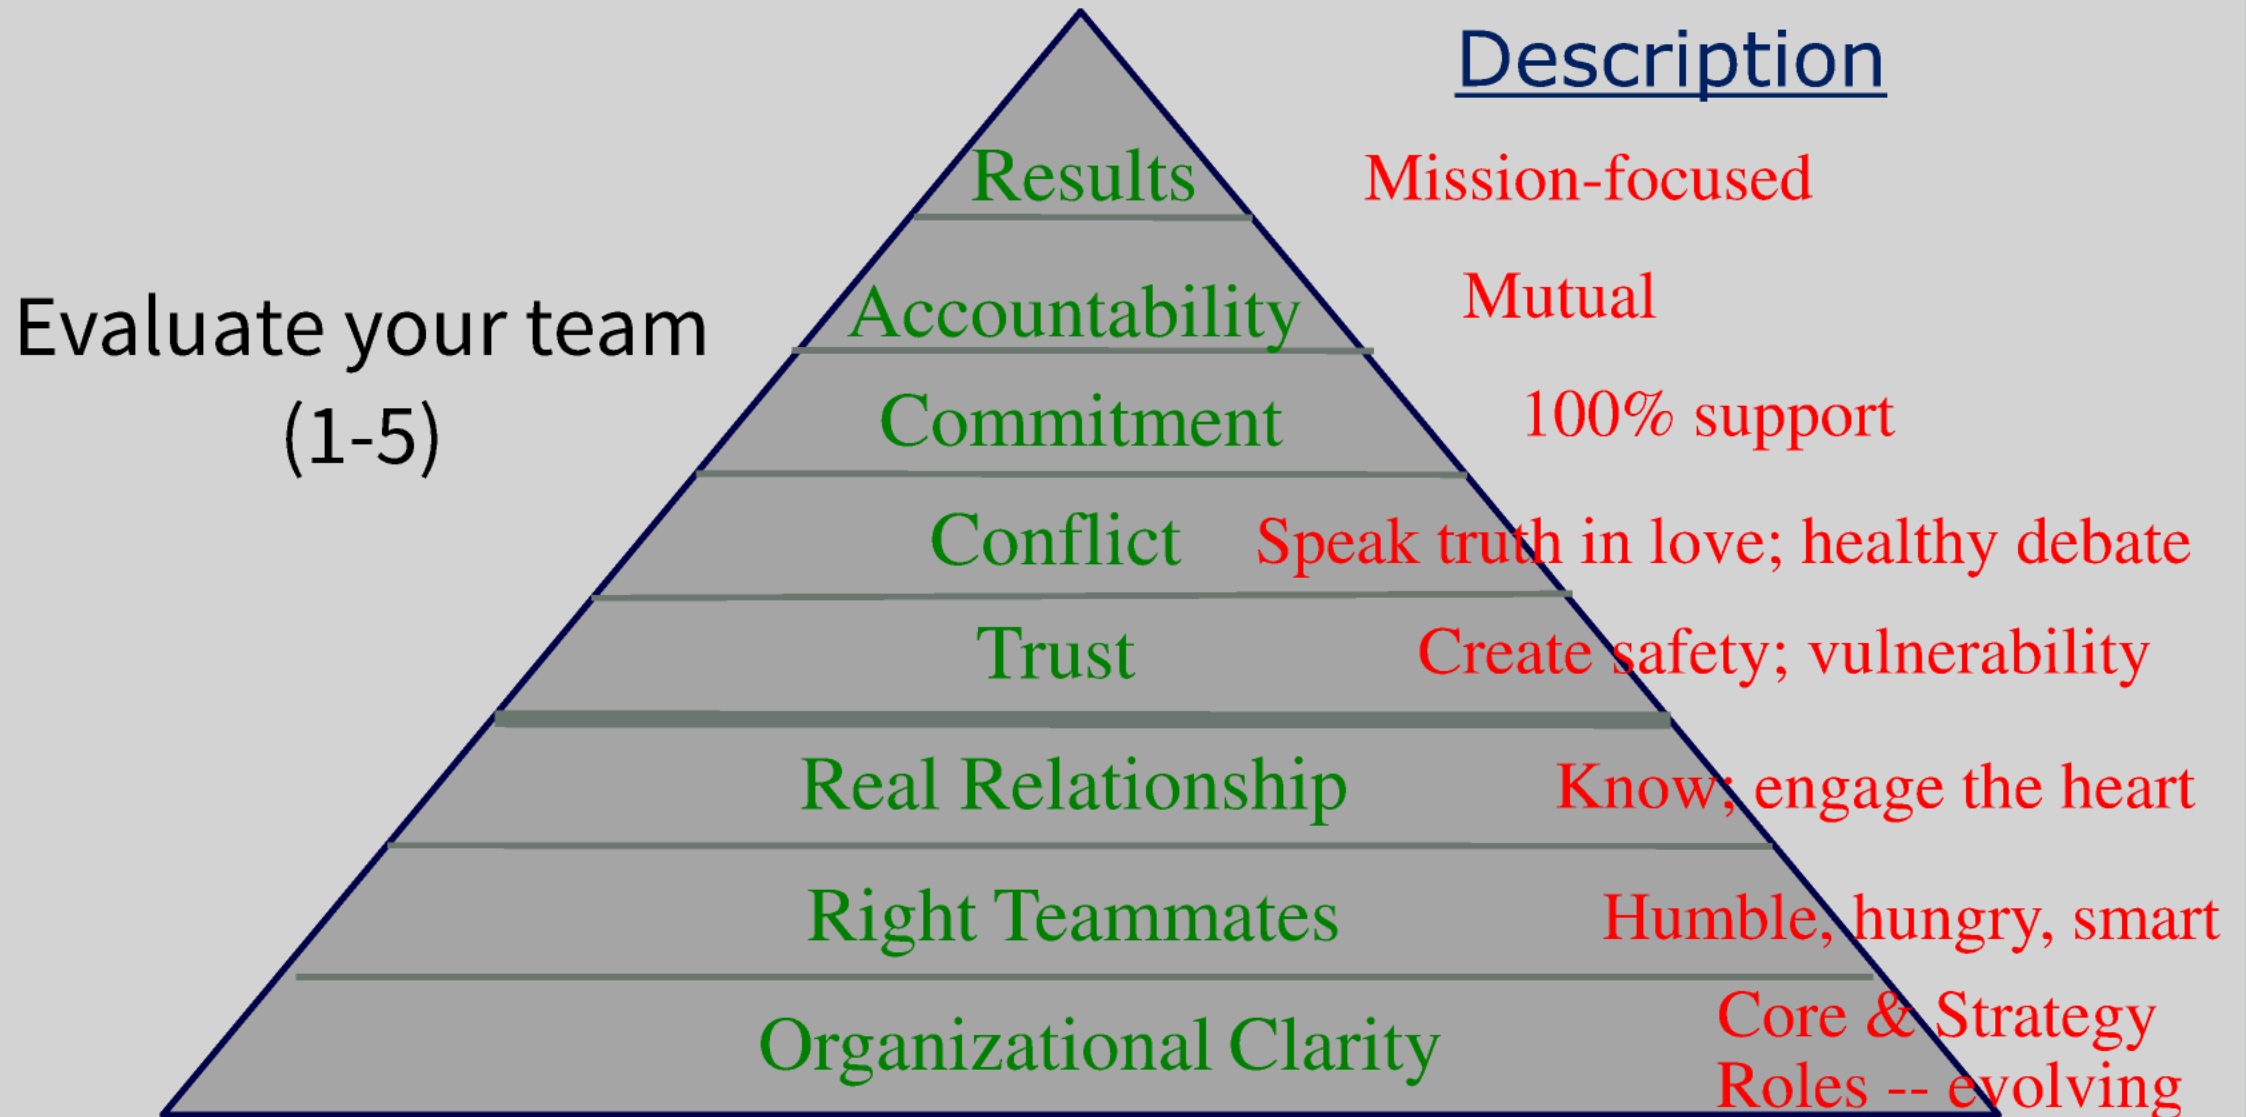 Description
Results Mission-focused
Accountability Mutual
Evaluate your team
(1-5)
Commitment 100% support
Conflict Speak truth in love; healthy debate
Trust Create safety; vulnerability
Real Relationship Know; engage the heart
Right Teammates Humble, hungry, smart
Organizational Clarity Core & Strategy
Roles -- evolving